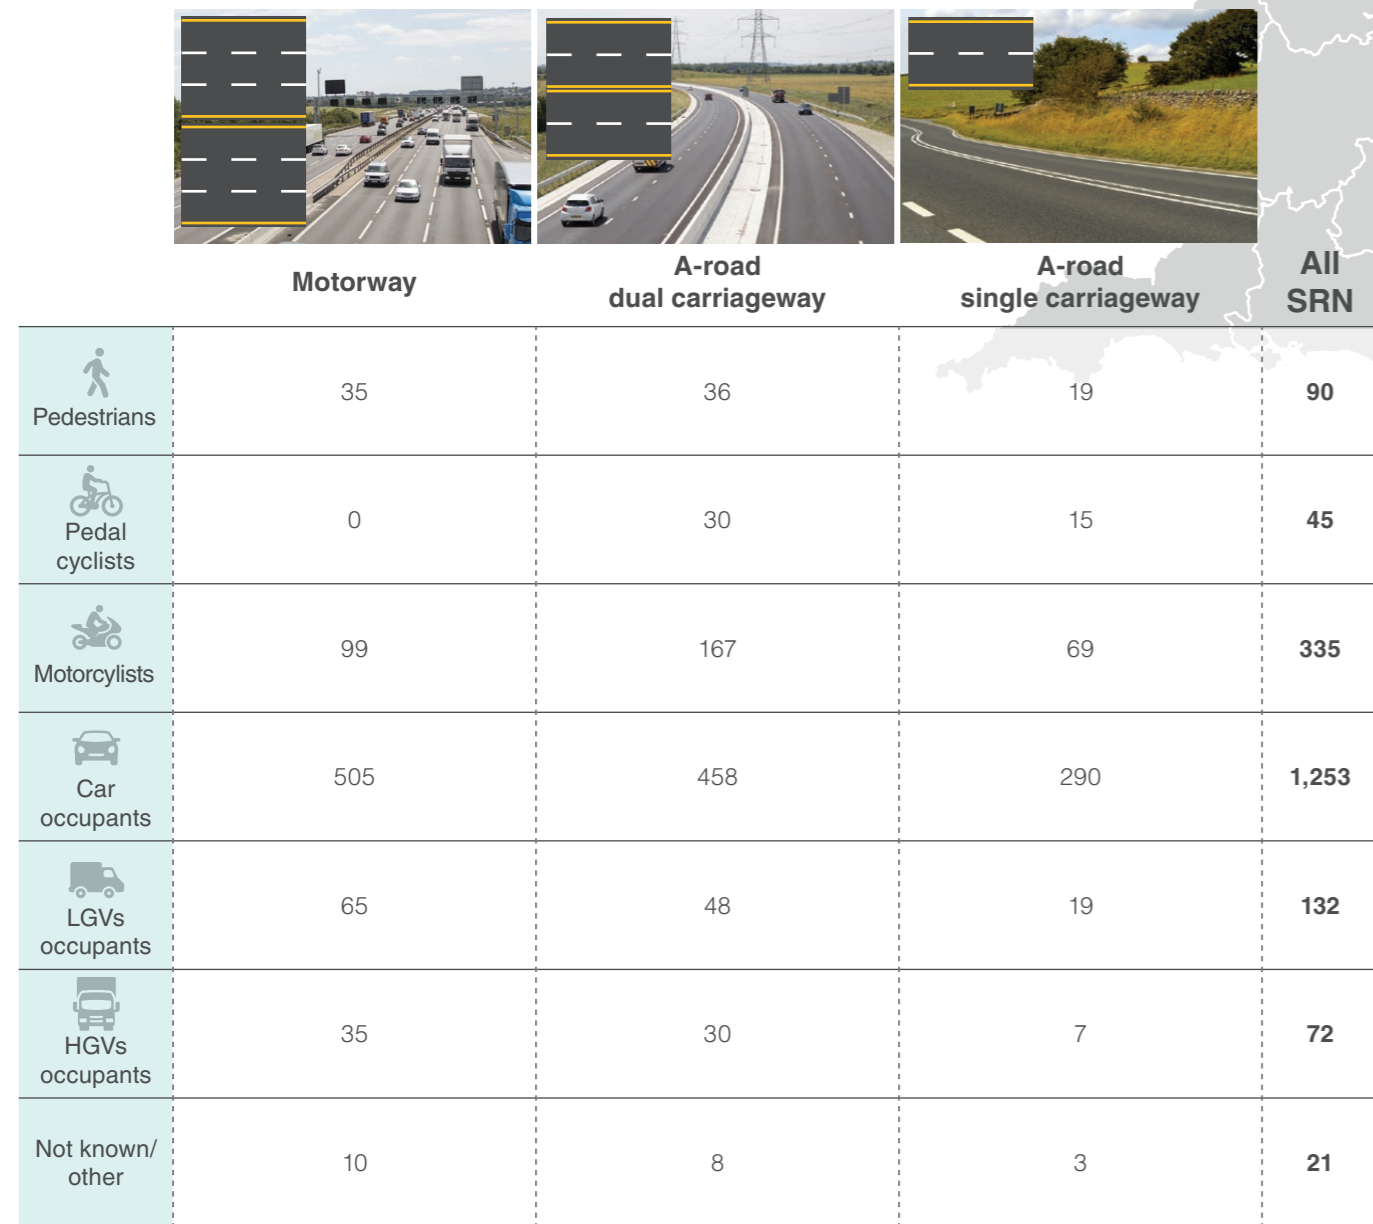 Motorway
A-road
dual carriageway
A-road
single carriageway
All
SRN
Pedestrians
35
36
19
90
Pedal
cyclists
0
30
15
45
Motorcylists
99
167
69
335
Car
occupants
505
458
290
1,253
LGVs
occupants
65
48
19
132
HGVs
occupants
35
30
7
72
Not known/
other
10
8
3
21